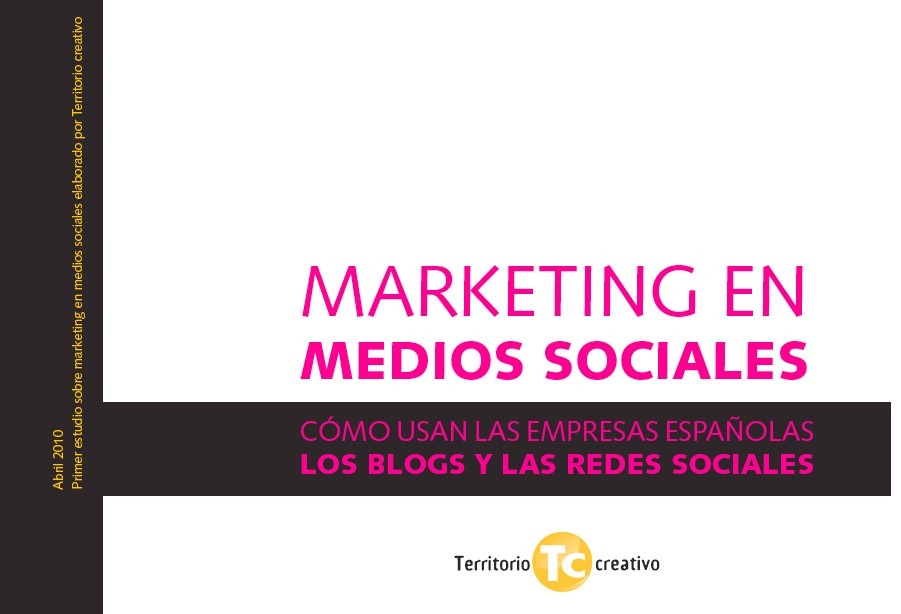 Abril 2010
Primer estudio sobre marketing en medios sociales elaborado por Territorio creativo
MARKETING EN
MEDIOS SOCIALES
CÓMO USAN LAS EMPRESAS ESPAÑOLAS
LOS BLOGS Y LAS REDES SOCIALES
Territorio Tc creativo